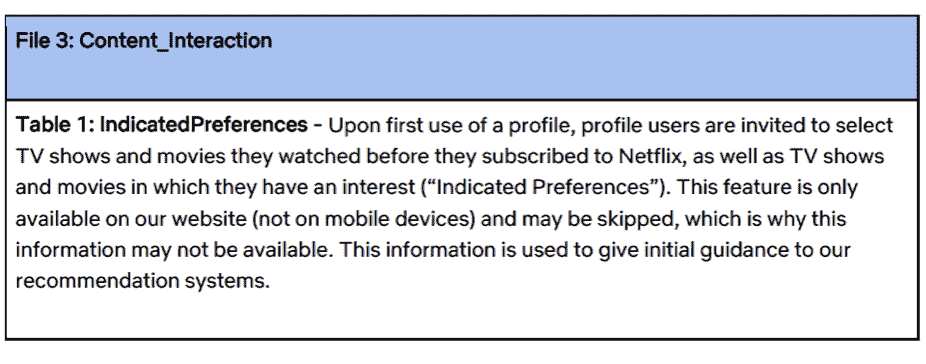 File 3: Content_Interaction
Table 1: IndicatedPreferences - Upon first use of a profile, profile users are invited to select
TV shows and movies they watched before they subscribed to Netflix, as well as TV shows
and movies in which they have an interest (“Indicated Preferences”). This feature is only
available on our website (not on mobile devices) and may be skipped, which is why this
information may not be available. This information is used to give initial guidance to our
recommendation systems.